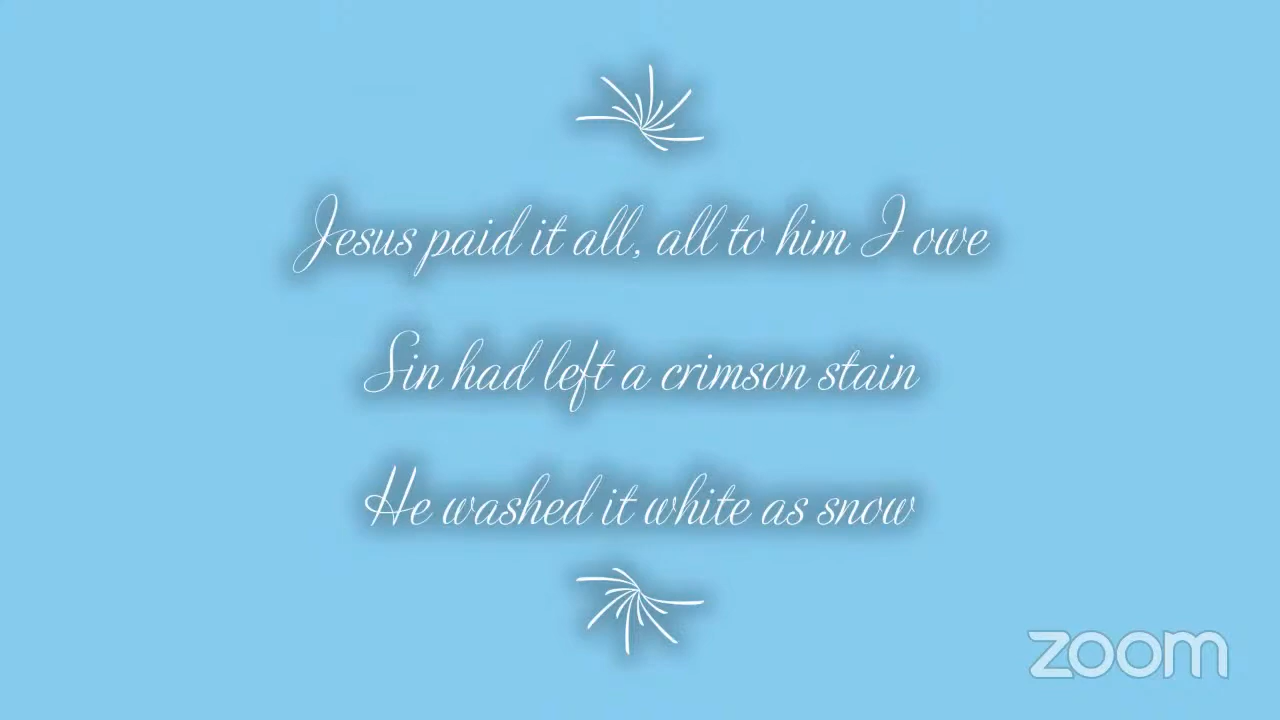 Jesus paid it all, all to him I owe
Sin had left a crimson stain
He washed it white as snow
zoom